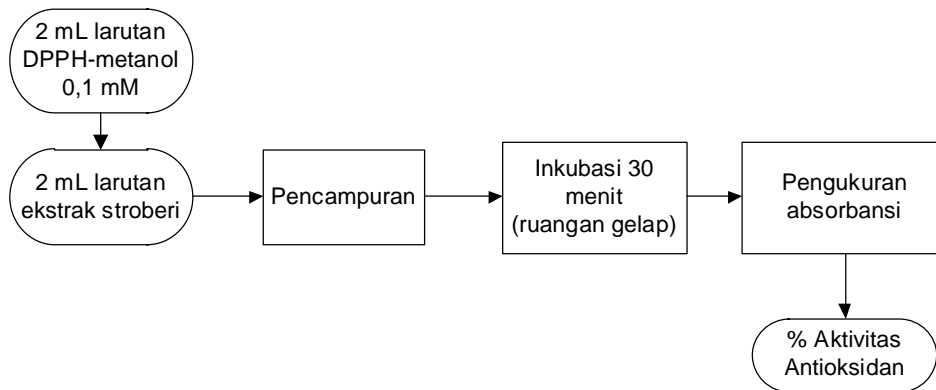 2 mL larutan
DPPH-metanol
0,1 mM
2 mL larutan
ekstrak stroberi
Pencampuran
Inkubasi 30
menit
(ruangan gelap)
Pengukuran
absorbansi
% Aktivitas
Antioksidan